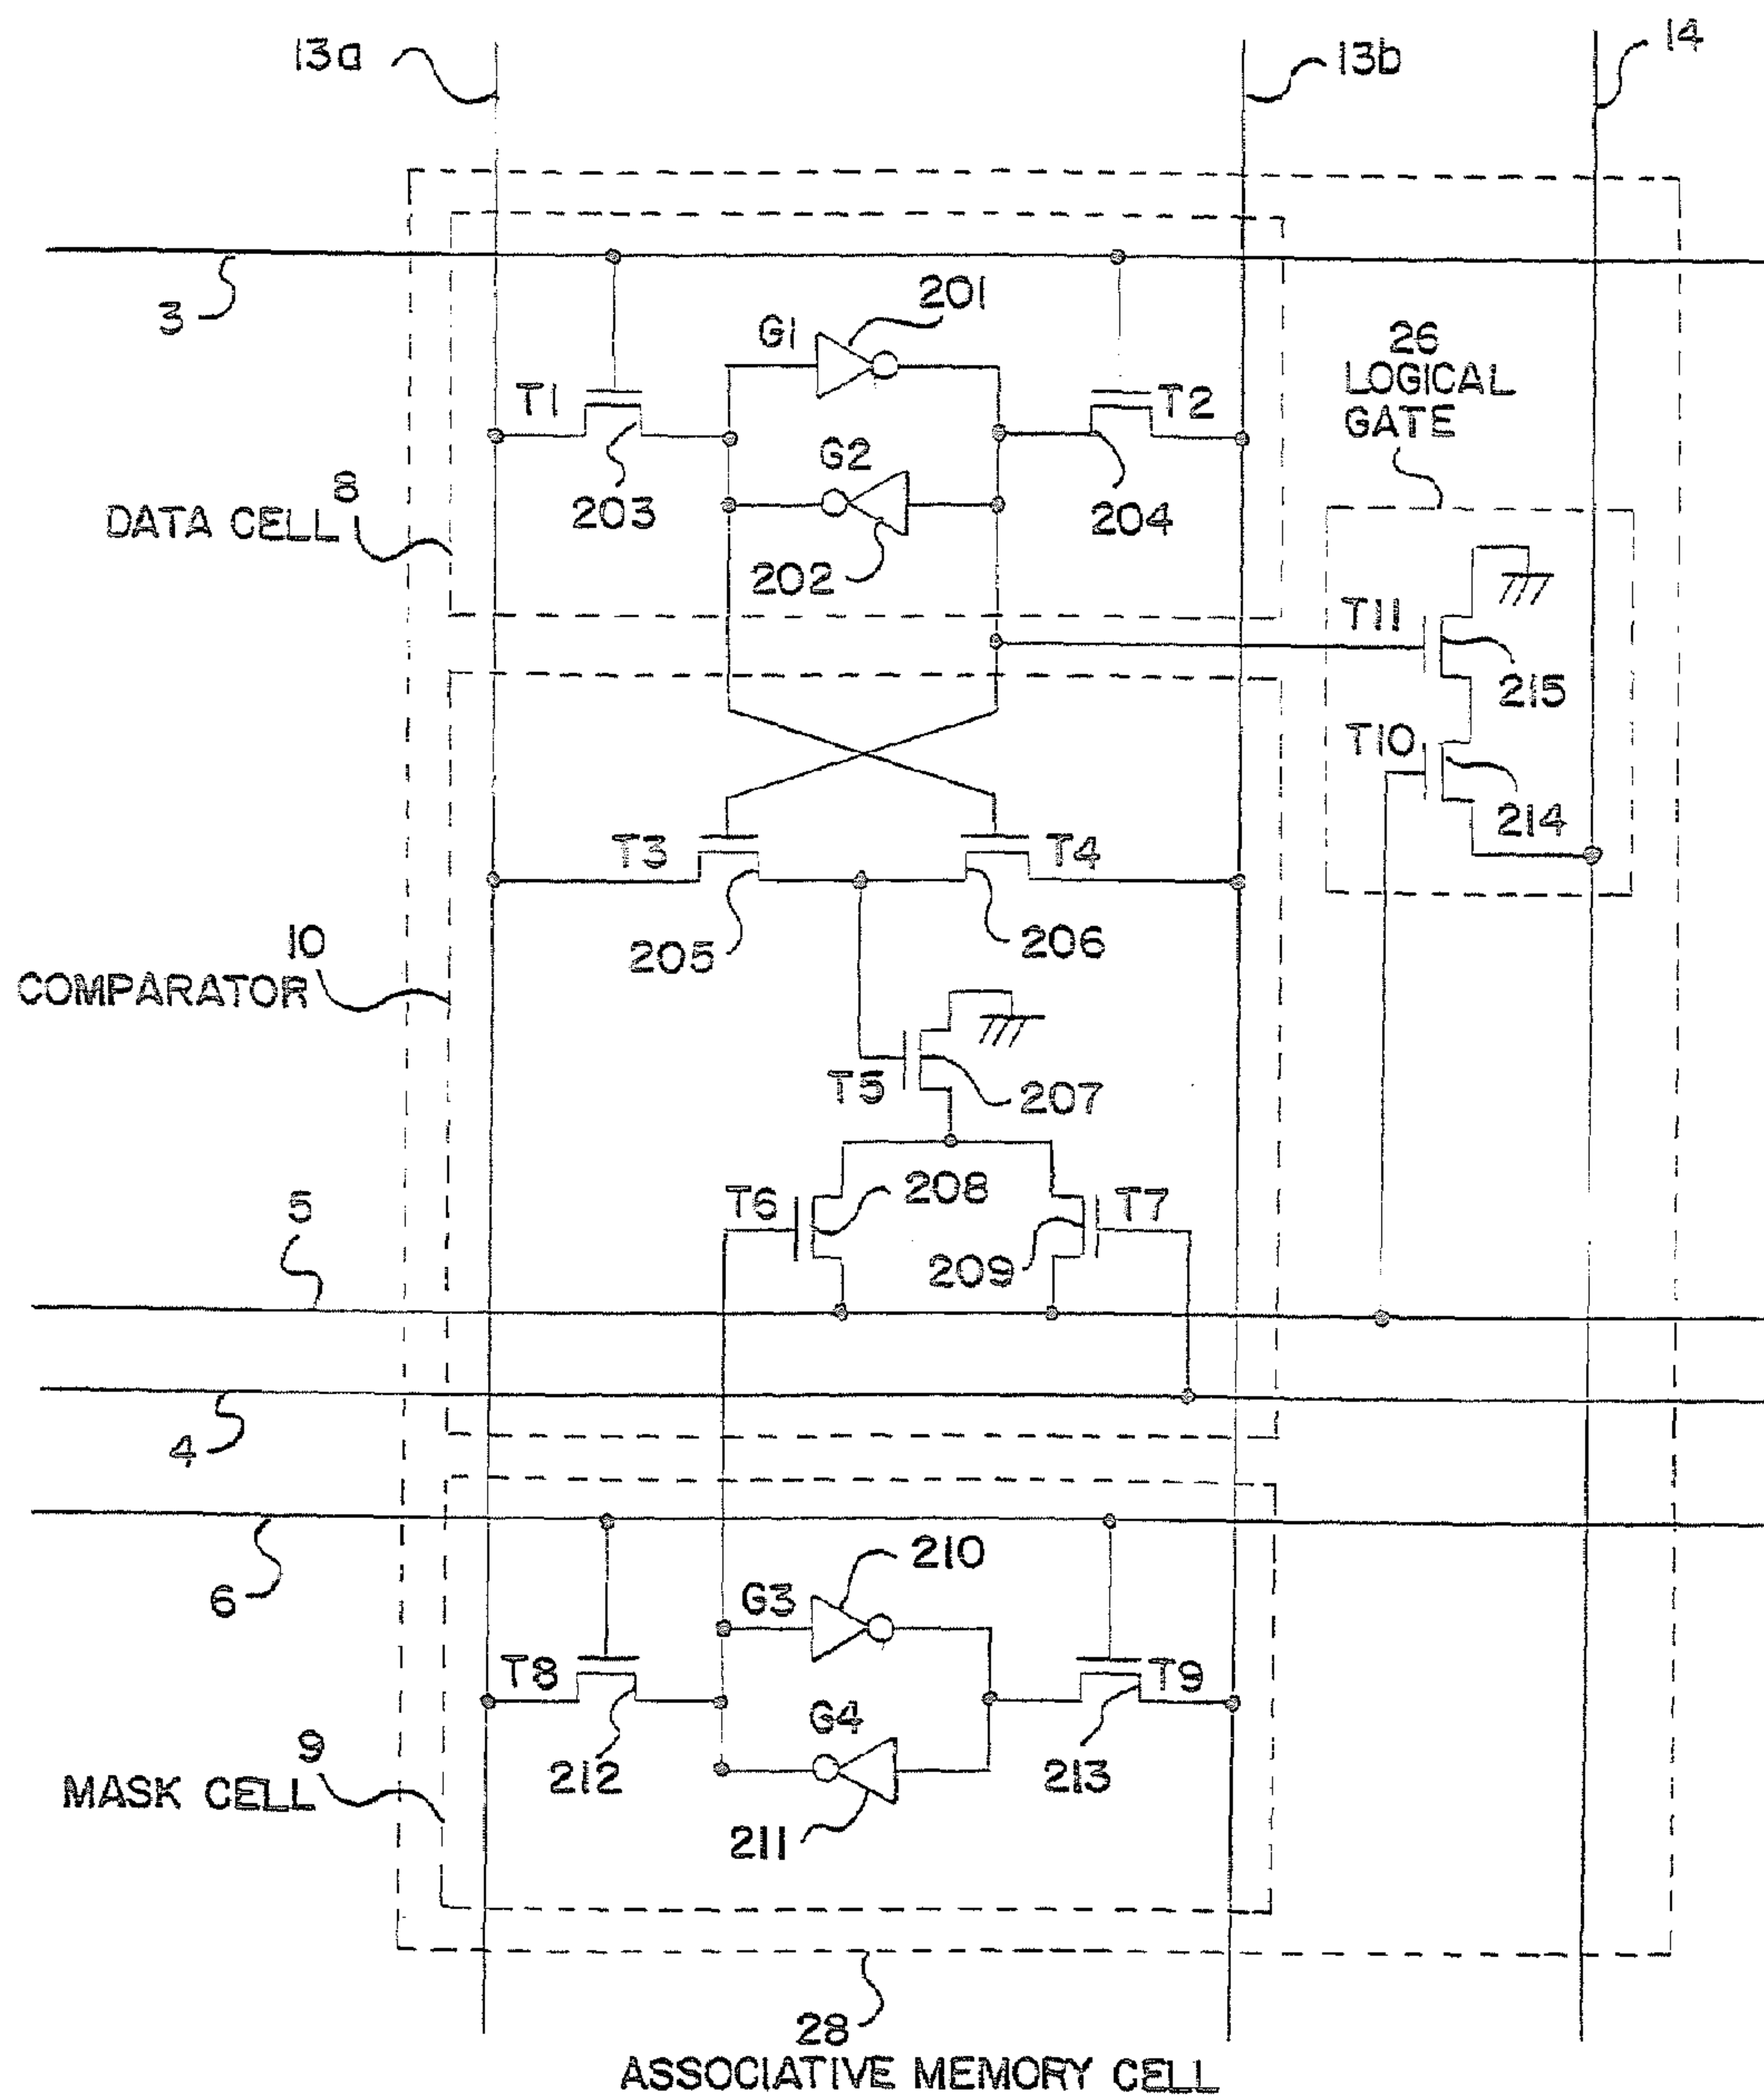 13a
13b
14
3
G1
201
26
LOGICAL
GATE
T1
T2
G2
203
204
8
DATA CELL
202
T11
215
T10
214
T3
T4
205
206
10
COMPARATOR
T5
207
5
T6
208
T7
209
4
6
G3
210
T8
T9
G4
212
213
9
MASK CELL
211
28
ASSOCIATIVE MEMORY CELL